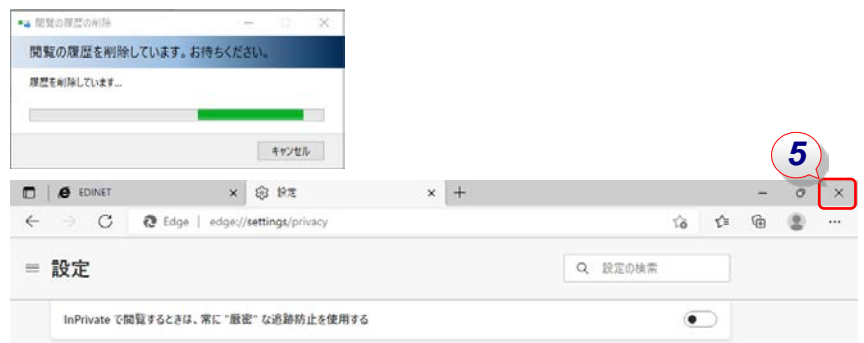 閲覧の履歴の削除
閲覧の履歴を削除しています。お待ちください。
履歴を削除しています...
キャンセル
5
EDINET
設定
Edge | edge://settings/privacy
設定
設定の検索
InPrivate で閲覧するときは、常に "厳密" な追跡防止を使用する